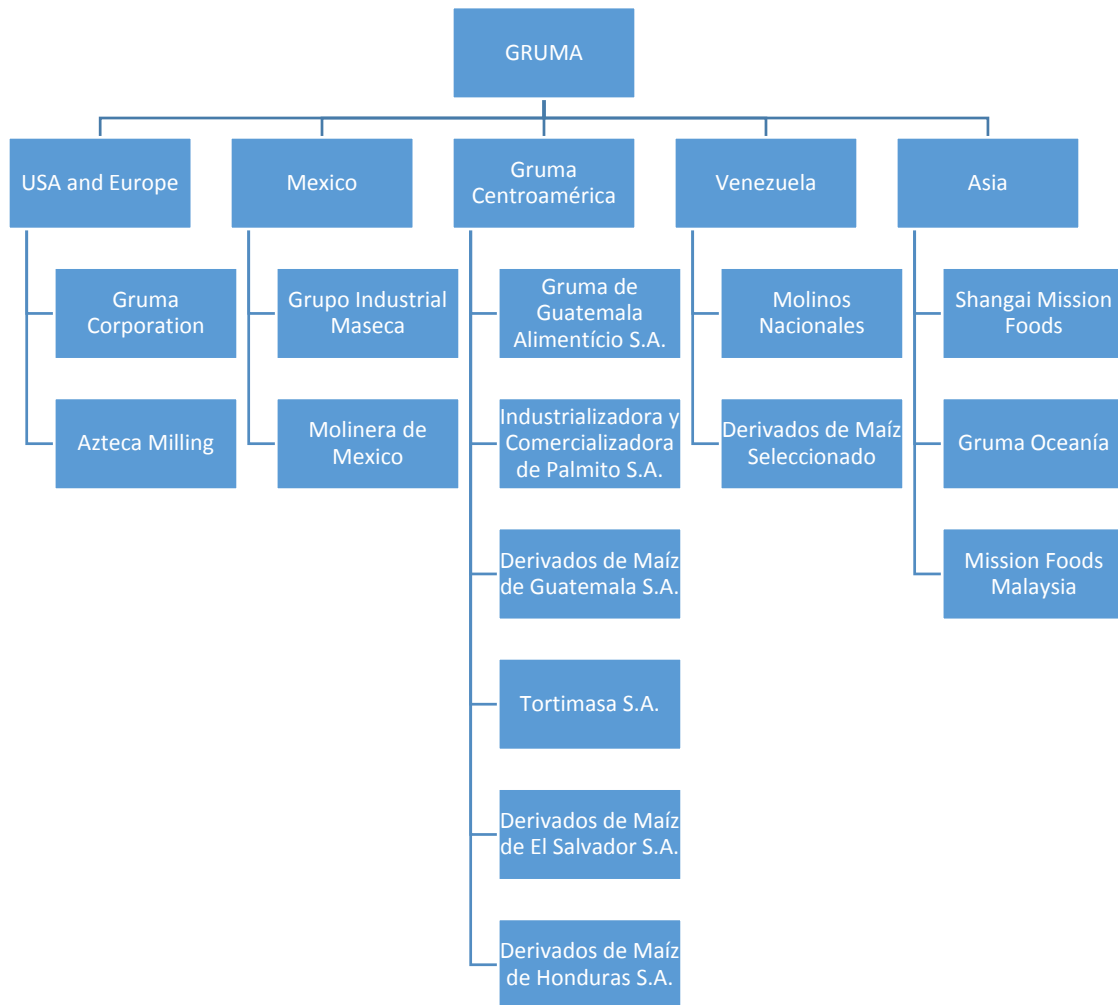 GRUMA
USA and Europe
Mexico
Gruma
Centroamérica
Venezuela
Asia
Gruma
Corporation
Azteca Milling
Grupo Industrial
Maseca
Molinera de
Mexico
Gruma de
Guatemala
Alimentício S.A.
Industrializadora y
Comercializadora
de Palmito S.A.
Derivados de Maíz
de Guatemala S.A.
Tortimasa S.A.
Derivados de Maíz
de El Salvador S.A.
Derivados de Maíz
de Honduras S.A.
Molinos
Nacionales
Derivados de Maíz
Seleccionado
Shangai Mission
Foods
Gruma Oceanía
Mission Foods
Malaysia